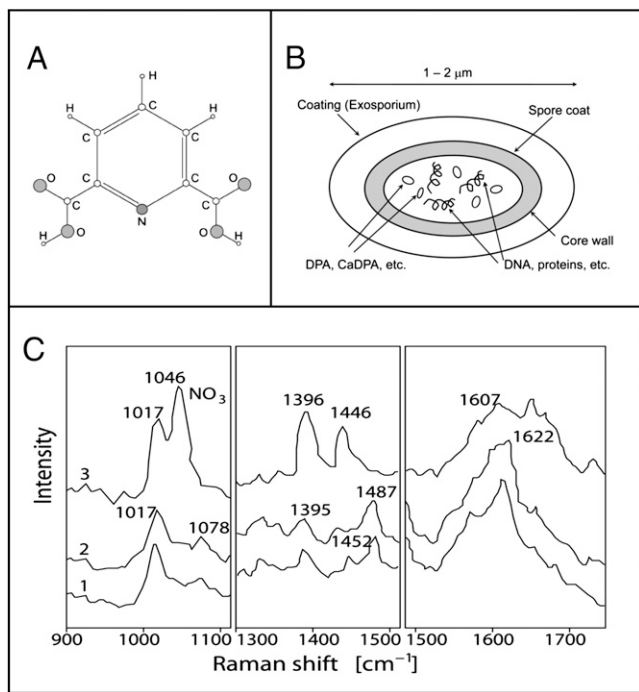 A
H
H
H
C
C
C
C
C
O
C
C
O
N
H
O
O
H
B
1 – 2 μm
Coating (Exosporium)
Spore coat
Core wall
DPA, CaDPA, etc.
DNA, proteins, etc.
C
1046
NO3
1017
3
1017
1078
2
1
1396
1446
1395
1487
1452
1607
1622
Intensity
900
1000
1100
1300
1400
1500
1500
1600
1700
Raman shift [cm⁻¹]